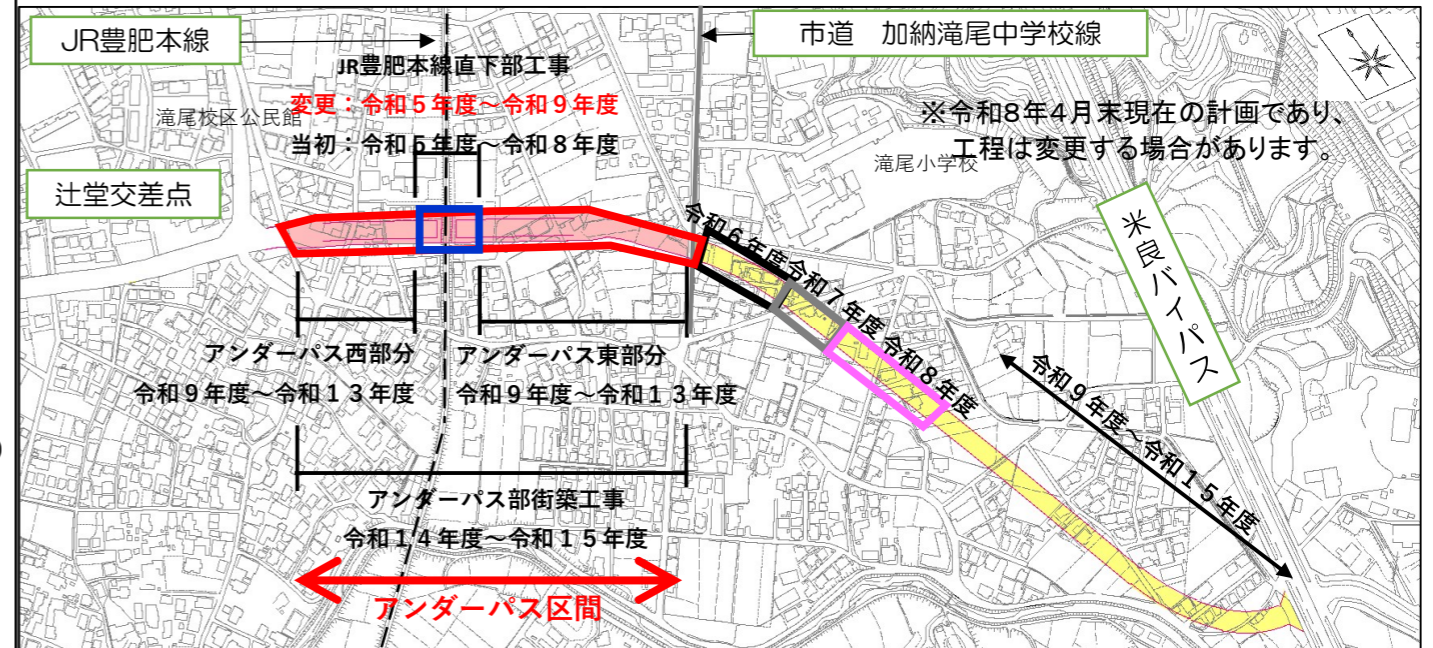 JR豊肥本線
市道　加納滝尾中学校線
JR豊肥本線直下部工事
変更：令和５年度～令和９年度
当初：令和５年度～令和８年度
滝尾校区公民館
※令和8年4月末現在の計画であり、
工程は変更する場合があります。
滝尾小学校
辻堂交差点
米良バイパス
令和６年度
令和７年度
令和８年度
令和９年度～令和１５年度
アンダーパス西部分
令和９年度～令和１３年度
アンダーパス東部分
令和９年度～令和１３年度
アンダーパス部街築工事
令和１４年度～令和１５年度
アンダーパス区間